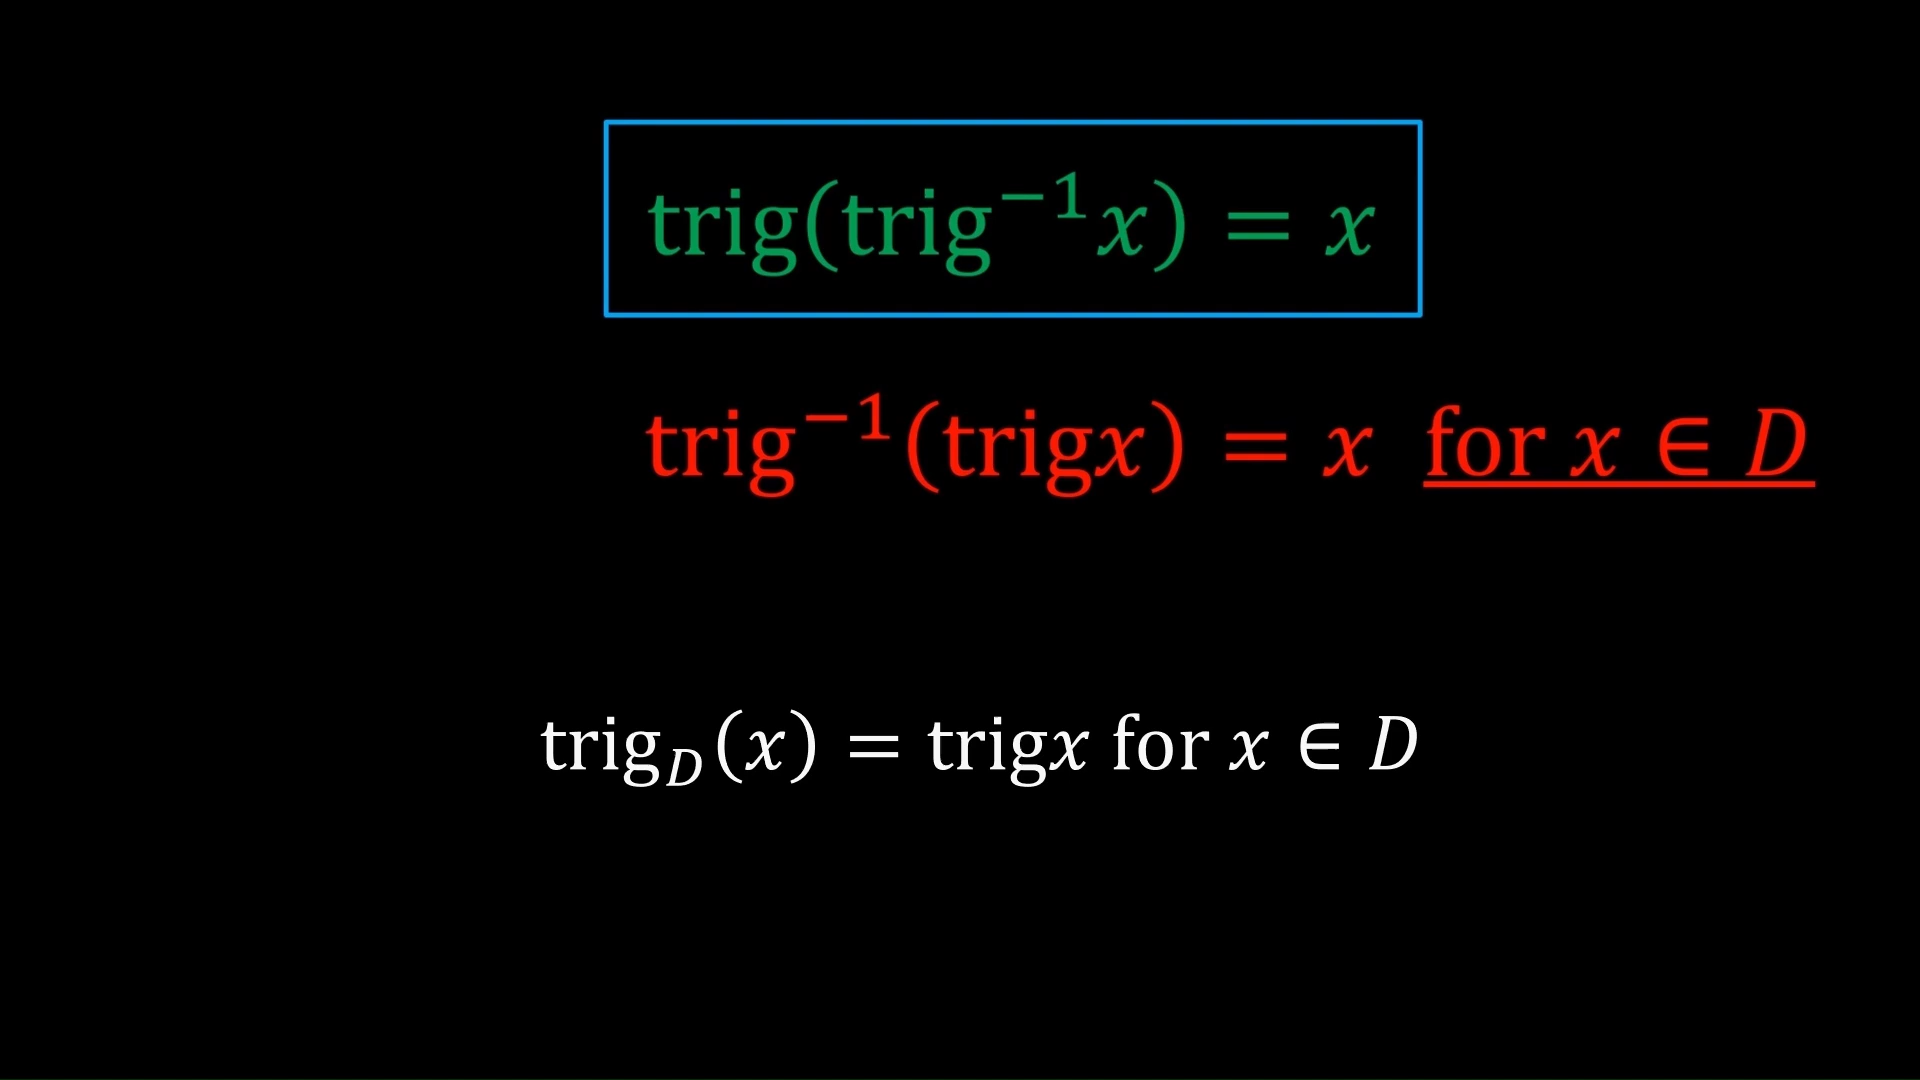 trig(trig⁻¹x) = x
trig⁻¹(trigx) = x for x ∈ D
trig_D(x) = trigx for x ∈ D